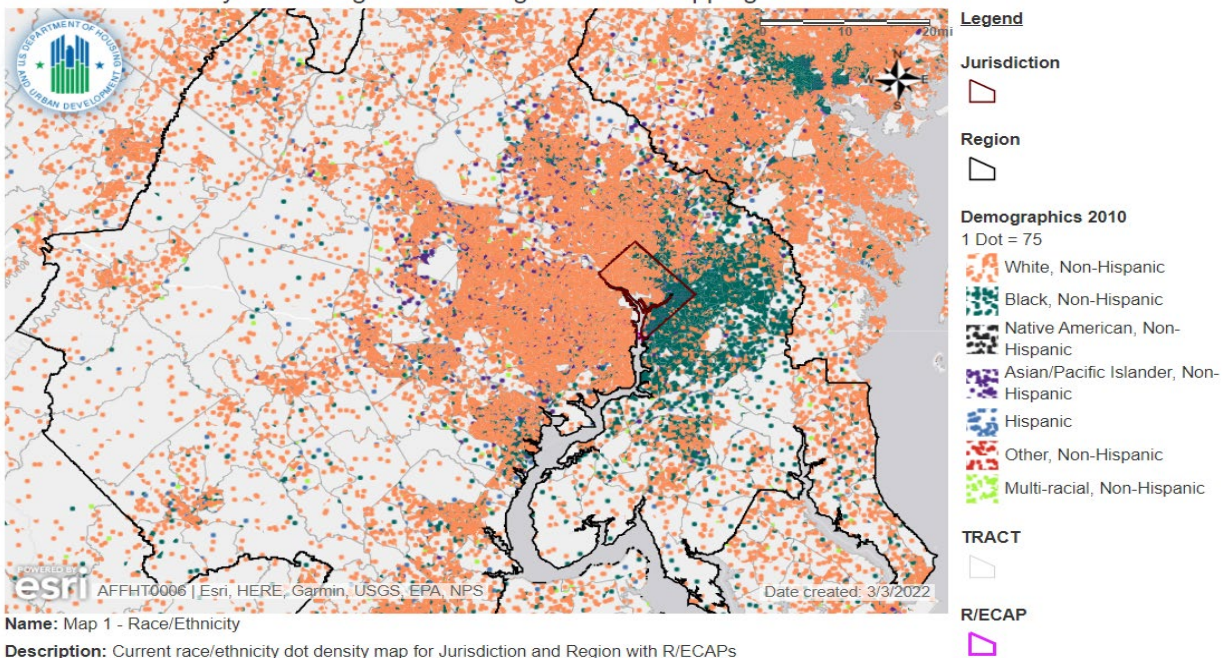 U.S. DEPARTMENT OF HOUSING
AND URBAN DEVELOPMENT
0 10 20mi
N
E
S
POWERED BY
esri
AFFHT0006 | Esri, HERE, Garmin, USGS, EPA, NPS
Date created: 3/3/2022
Legend
Jurisdiction
Region
Demographics 2010
1 Dot = 75
White, Non-Hispanic
Black, Non-Hispanic
Native American, Non-
Hispanic
Asian/Pacific Islander, Non-
Hispanic
Hispanic
Other, Non-Hispanic
Multi-racial, Non-Hispanic
TRACT
R/ECAP
Name: Map 1 - Race/Ethnicity
Description: Current race/ethnicity dot density map for Jurisdiction and Region with R/ECAPs